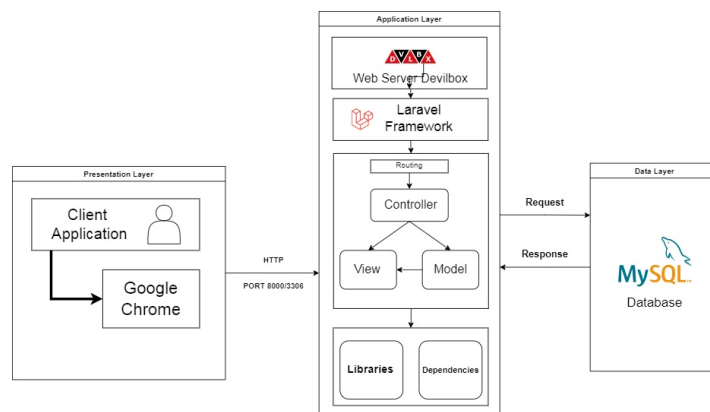 Presentation Layer
Client
Application
Google
Chrome
HTTP
PORT 8000/3306
Application Layer
DVLBX
Web Server Devilbox
Laravel
Framework
Routing
Controller
View
Model
Libraries
Dependencies
Request
Response
Data Layer
MySQL
Database